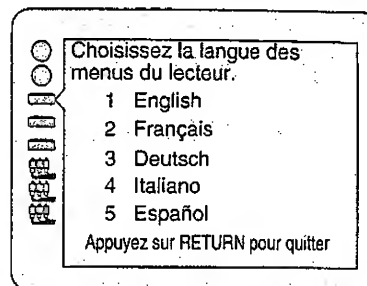 Choisissez la langue des
menus du lecteur.
1 English
2 Français
3 Deutsch
4 Italiano
5 Español
Appuyez sur RETURN pour quitter